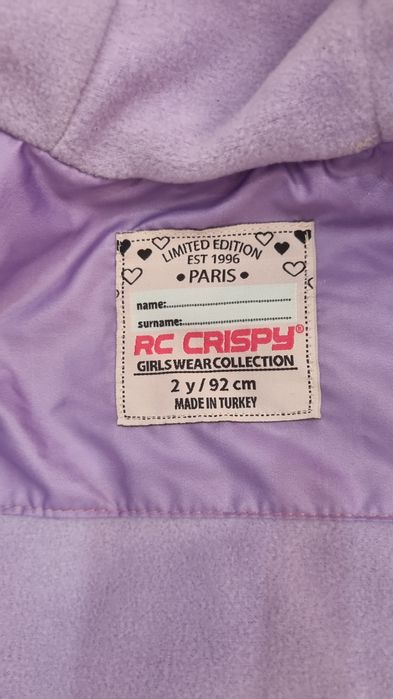 LIMITED EDITION
EST 1996
• PARIS •
name:
surname:
RC CRISPY®
GIRLS WEAR COLLECTION
2 y / 92 cm
MADE IN TURKEY